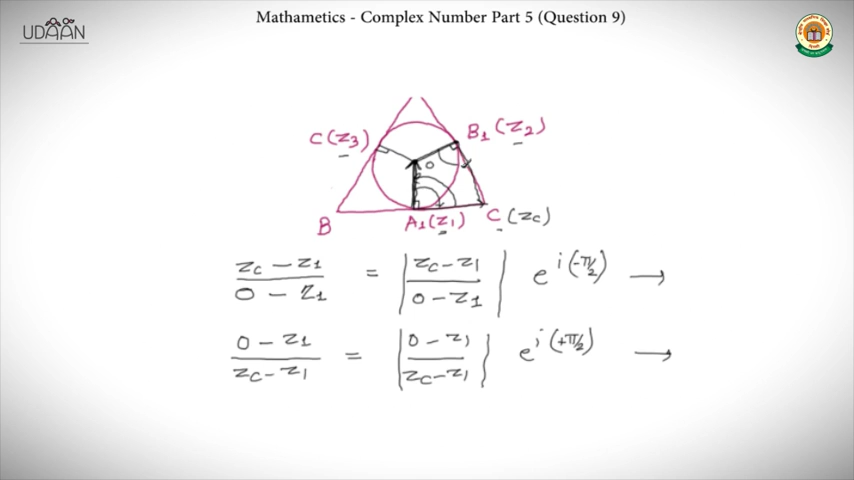 Mathametics - Complex Number Part 5 (Question 9)
UDAAN
C(z3)
B1(z2)
O
B
A1(z1)
C(zc)
zc - z1 / 0 - z1 = |zc - z1 / 0 - z1| e^i(-π/2) →
0 - z1 / zc - z1 = |0 - z1 / zc - z1| e^i(+π/2) →